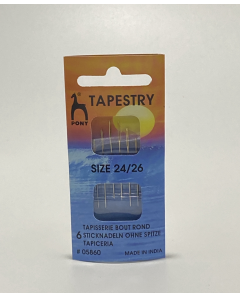 TAPESTRY
PONY
SIZE 24/26
TAPISSERIE BOUT ROND
6 STICKNADELN OHNE SPITZE
TAPICERIA
# 05860
MADE IN INDIA